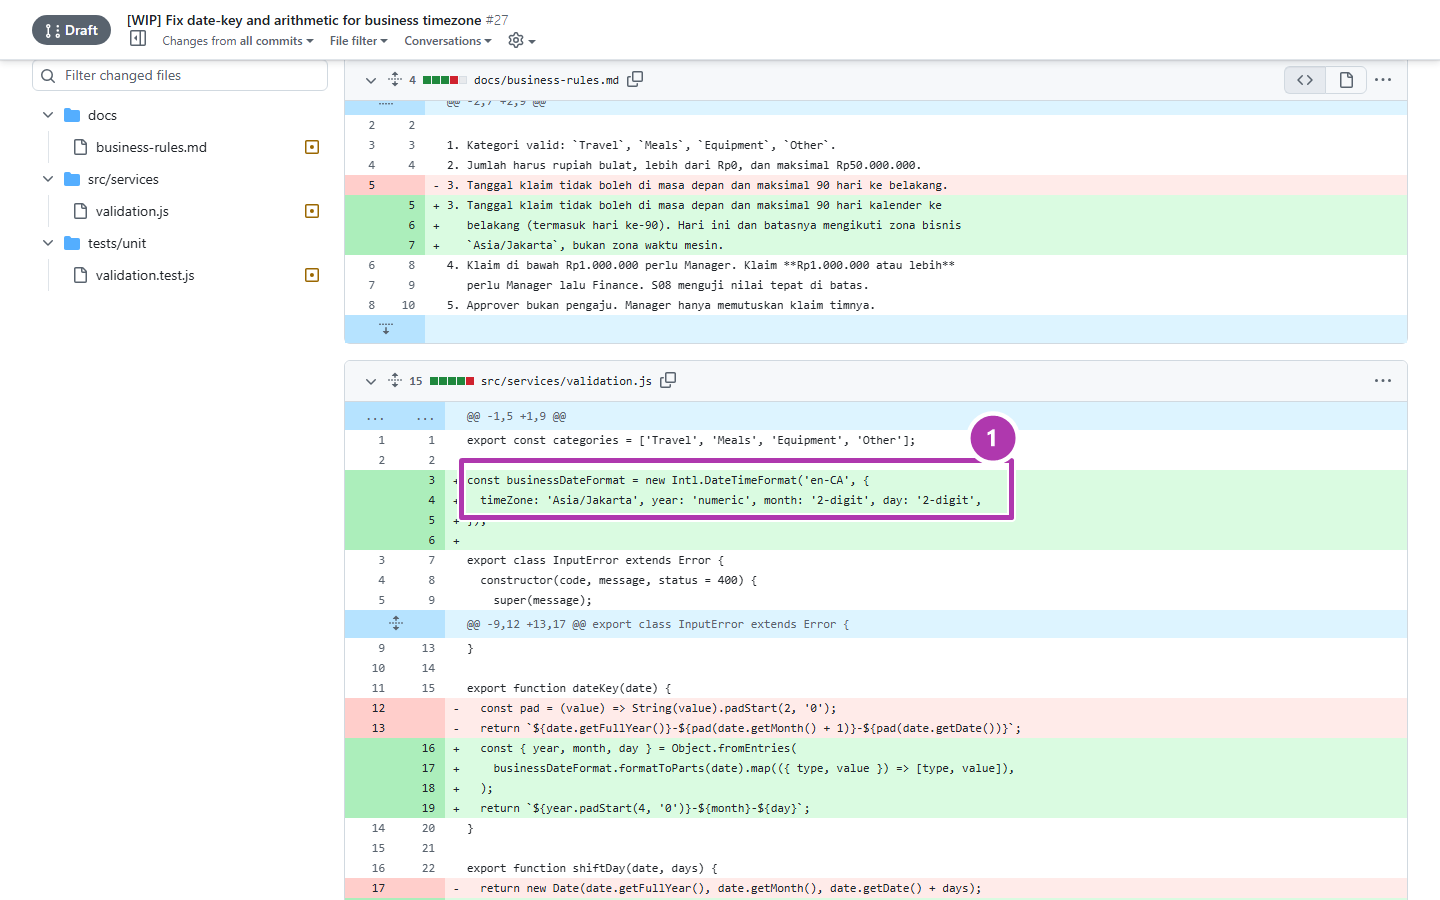 Draft
[WIP] Fix date-key and arithmetic for business timezone #27
Changes from all commits
File filter
Conversations
Filter changed files
docs
business-rules.md
src/services
validation.js
tests/unit
validation.test.js
4 docs/business-rules.md
@@ -2,7 +2,9 @@
2 2
3 3 1. Kategori valid: `Travel`, `Meals`, `Equipment`, `Other`.
4 4 2. Jumlah harus rupiah bulat, lebih dari Rp0, dan maksimal Rp50.000.000.
5 - 3. Tanggal klaim tidak boleh di masa depan dan maksimal 90 hari ke belakang.
5 + 3. Tanggal klaim tidak boleh di masa depan dan maksimal 90 hari kalender ke
6 + belakang (termasuk hari ke-90). Hari ini dan batasnya mengikuti zona bisnis
7 + `Asia/Jakarta`, bukan zona waktu mesin.
6 8 4. Klaim di bawah Rp1.000.000 perlu Manager. Klaim **Rp1.000.000 atau lebih**
7 9 perlu Manager lalu Finance. S08 menguji nilai tepat di batas.
8 10 5. Approver bukan pengaju. Manager hanya memutuskan klaim timnya.
15 src/services/validation.js
... ... @@ -1,5 +1,9 @@
1 1 export const categories = ['Travel', 'Meals', 'Equipment', 'Other'];
1
2 2
3 + const businessDateFormat = new Intl.DateTimeFormat('en-CA', {
4 + timeZone: 'Asia/Jakarta', year: 'numeric', month: '2-digit', day: '2-digit',
5 + });
6 +
3 7 export class InputError extends Error {
4 8 constructor(code, message, status = 400) {
5 9 super(message);
@@ -9,12 +13,17 @@ export class InputError extends Error {
9 13 }
10 14
11 15 export function dateKey(date) {
12 - const pad = (value) => String(value).padStart(2, '0');
13 - return `${date.getFullYear()}-${pad(date.getMonth() + 1)}-${pad(date.getDate())}`;
16 + const { year, month, day } = Object.fromEntries(
17 + businessDateFormat.formatToParts(date).map(({ type, value }) => [type, value]),
18 + );
19 + return `${year.padStart(4, '0')}-${month}-${day}`;
14 20 }
15 21
16 22 export function shiftDay(date, days) {
17 - return new Date(date.getFullYear(), date.getMonth(), date.getDate() + days);